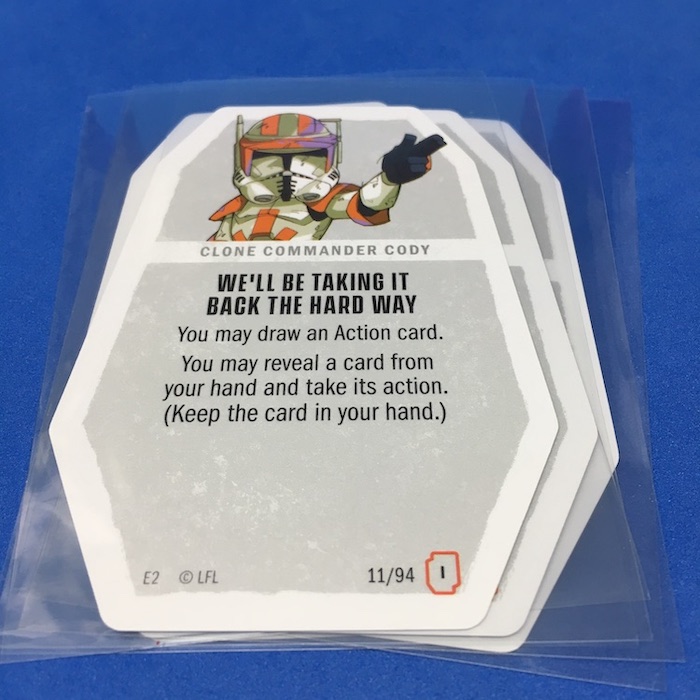 CLONE COMMANDER CODY
WE'LL BE TAKING IT
BACK THE HARD WAY
You may draw an Action card.
You may reveal a card from
your hand and take its action.
(Keep the card in your hand.)
E2 © LFL 11/94 I